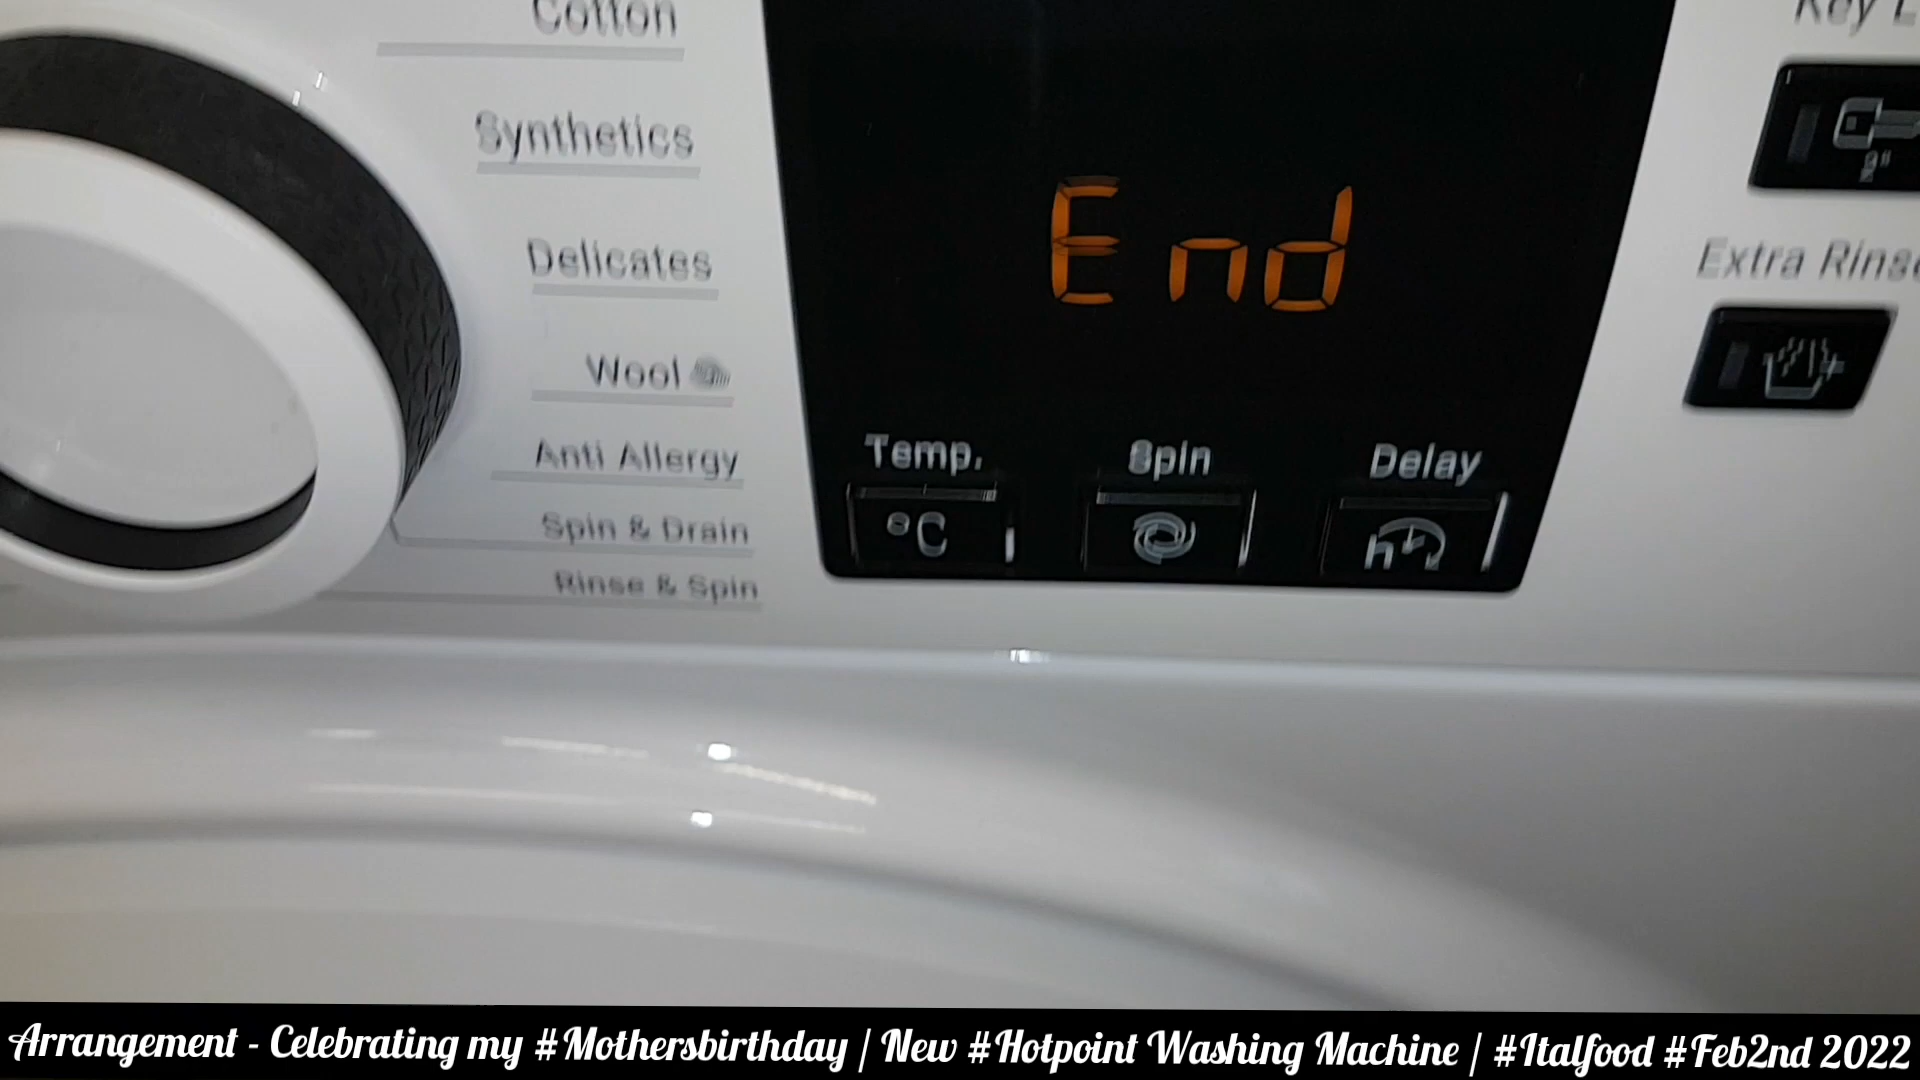 Cotton
Synthetics
Delicates
Wool
Anti Allergy
Spin & Drain
Rinse & Spin
End
Temp.
Spin
Delay
°C
h
Key L
Extra Rinse
Arrangement - Celebrating my #Mothersbirthday / New #Hotpoint Washing Machine / #Italfood #Feb2nd 2022